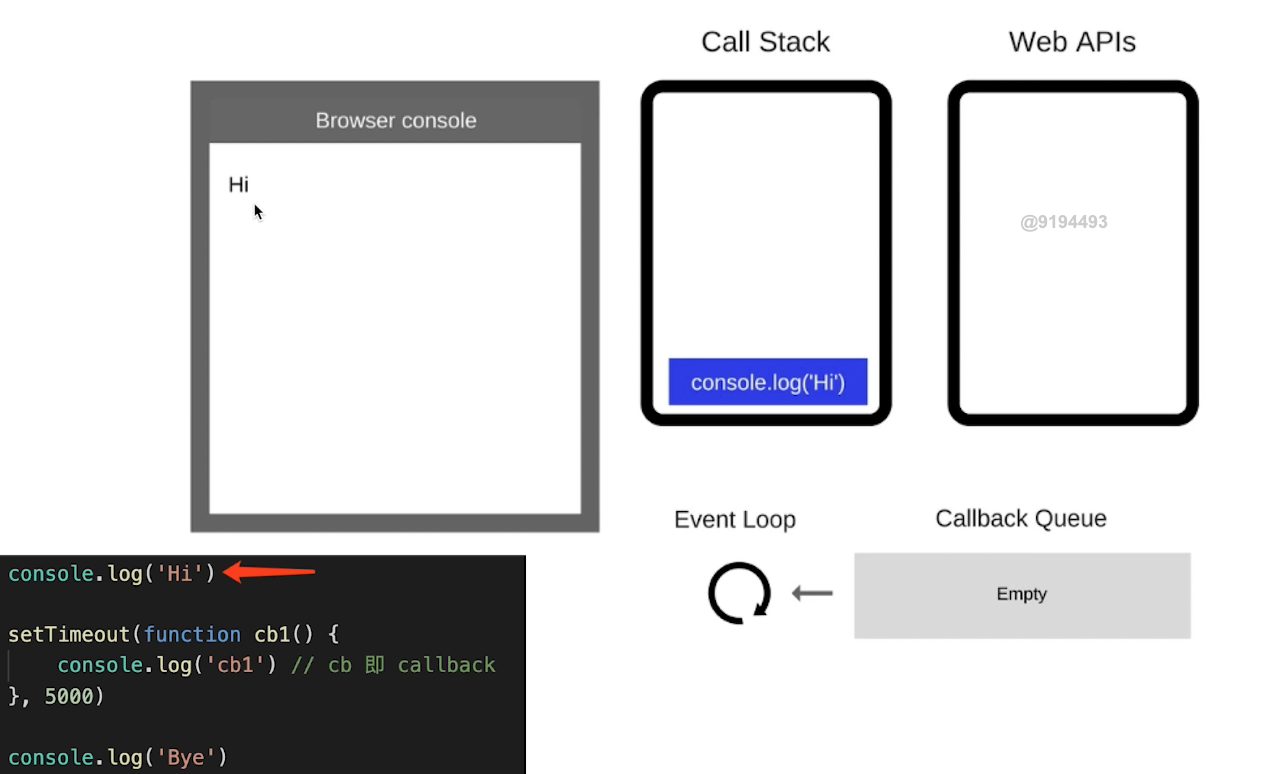 Call Stack
Web APIs
Browser console
Hi
@9194493
console.log('Hi')
Event Loop
Callback Queue
Empty
console.log('Hi')
setTimeout(function cb1() {
    console.log('cb1') // cb 即 callback
}, 5000)
console.log('Bye')